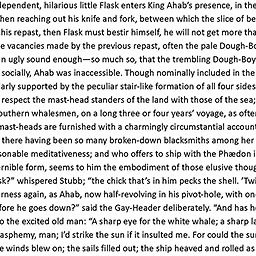 dependent, hilarious little Flask enters King Ahab's presence, in the
hen reaching out his knife and fork, between which the slice of be
his repast, then Flask must bestir himself, he will not get more tha
e vacancies made by the previous repast, often the pale Dough-Bo
n ugly sound enough—so much so, that the trembling Dough-Boy
socially, Ahab was inaccessible. Though nominally included in the
arly supported by the peculiar stair-like formation of all four sides
respect the mast-head standers of the land with those of the sea;
outhern whalesmen, on a long three or four years' voyage, as ofte
mast-heads are furnished with a charmingly circumstantial account
there having been so many broken-down blacksmiths among her
sonable meditativeness; and who offers to ship with the Phædon i
ernible form, seems to him the embodiment of those elusive thoug
sk?" whispered Stubb; "the chick that's in him pecks the shell. 'Twi
erness again, as Ahab, now half-revolving in his pivot-hole, with on
fore he goes down?" said the Gay-Header deliberately. "And has h
o the excited old man: "A sharp eye for the white whale; a sharp la
asphemy, man; I'd strike the sun if it insulted me. For could the su
e winds blew on; the sails filled out; the ship heaved and rolled as